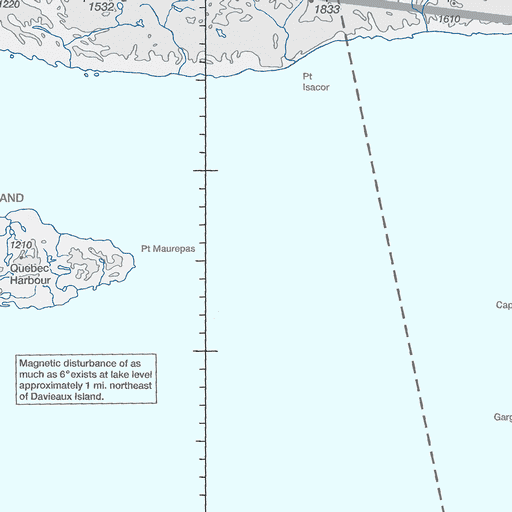 1220
1532
1833
1610
Pt
Isacor
AND
1210
Quebec
Harbour
Pt Maurepas
Cap
Magnetic disturbance of as
much as 6° exists at lake level
approximately 1 mi. northeast
of Davieaux Island.
Garg